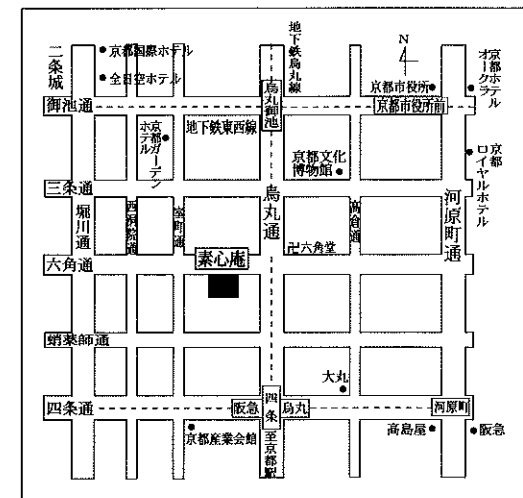 二条城
京都国際ホテル
全日空ホテル
地下鉄烏丸線
N
京都市役所
京都ホテル
オークラ
御池通
烏丸御池
京都市役所前
京都ガーデン
ホテル
地下鉄東西線
京都文化
博物館
京都
ロイヤルホテル
三条通
堀川通
西洞院通
室町通
烏丸通
高倉通
河原町通
六角通
素心庵
卍六角堂
蛸薬師通
大丸
四条通
阪急
四条
烏丸
河原町
京都産業会館
至京都駅
高島屋
阪急